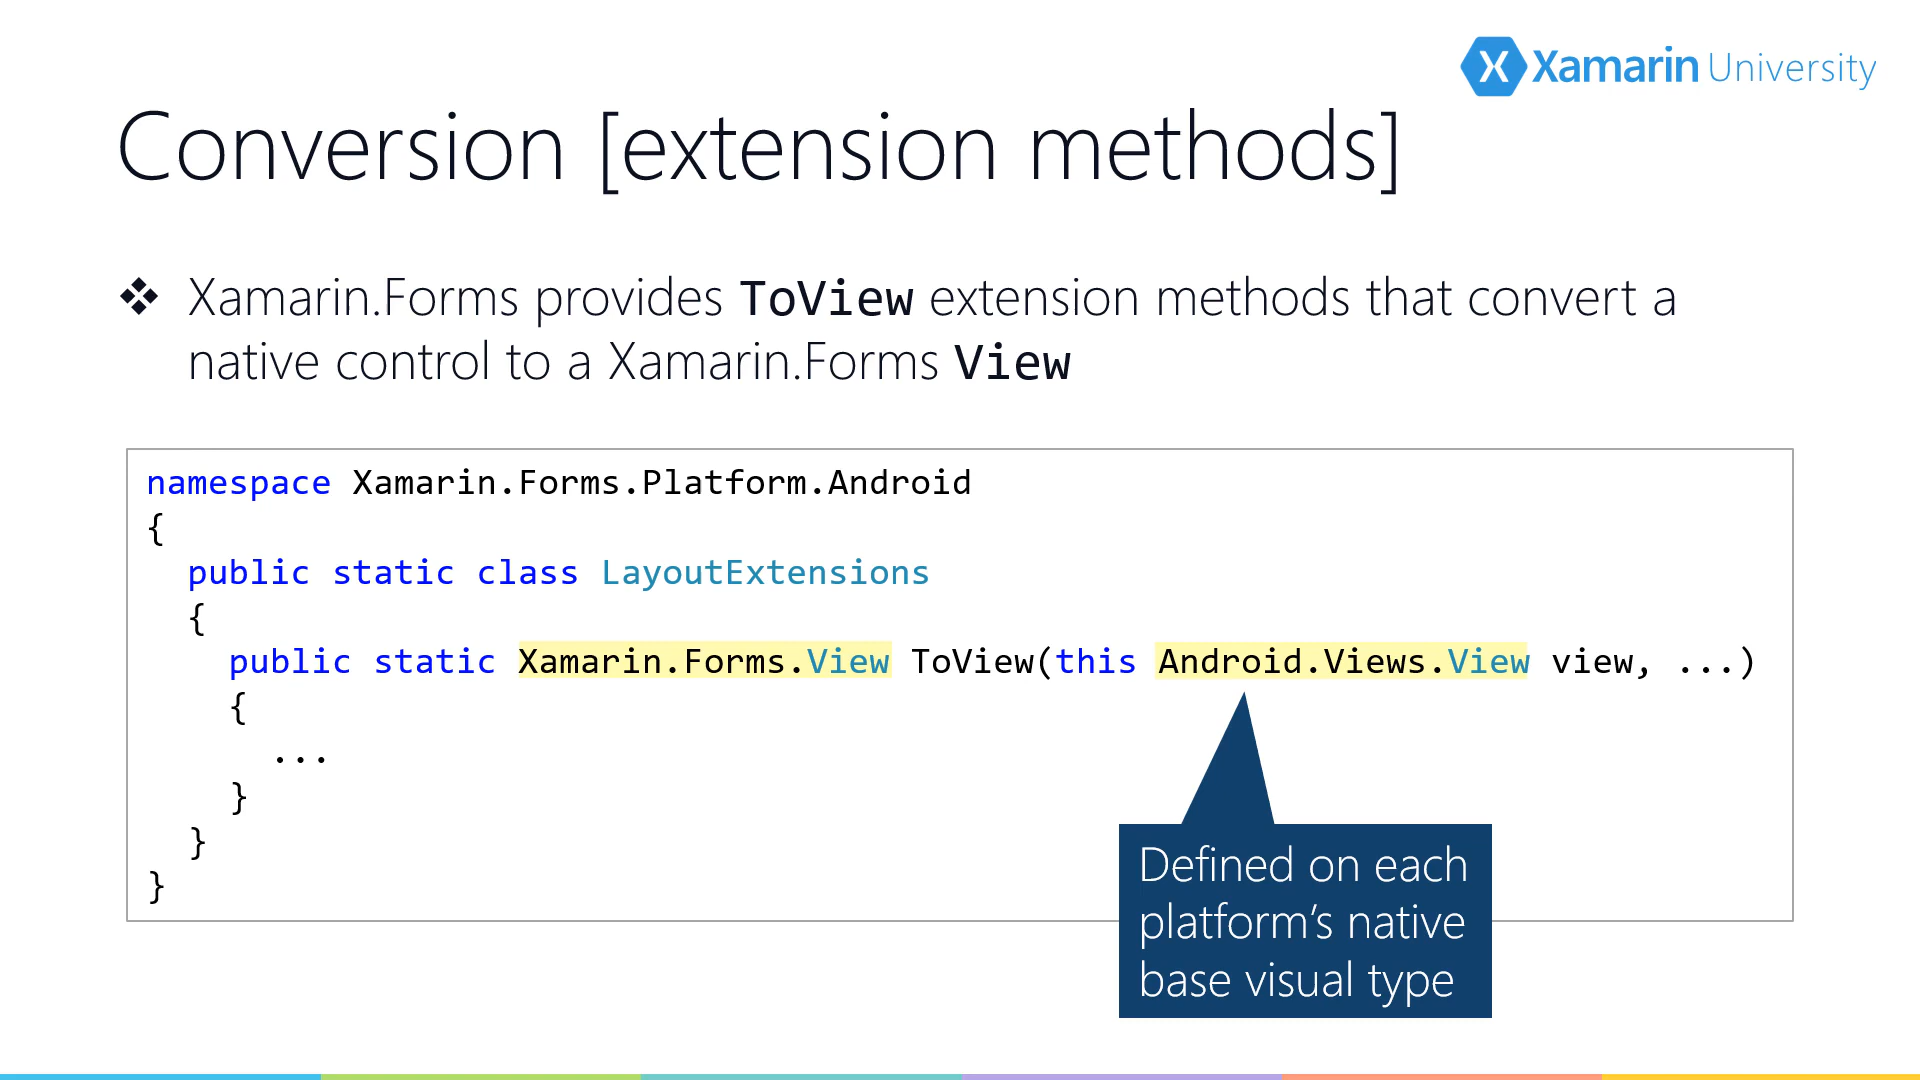 Xamarin University
Conversion [extension methods]
❖ Xamarin.Forms provides ToView extension methods that convert a
native control to a Xamarin.Forms View
namespace Xamarin.Forms.Platform.Android
{
public static class LayoutExtensions
{
public static Xamarin.Forms.View ToView(this Android.Views.View view, ...)
{
...
}
}
}
Defined on each
platform’s native
base visual type